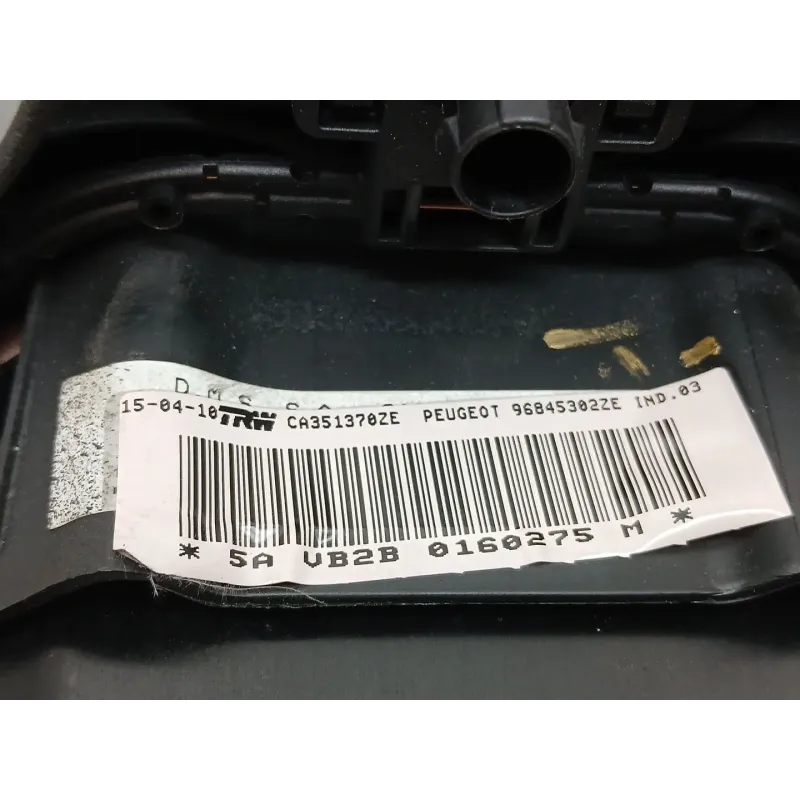 D.M.S.
15-04-10 TRW CA351370ZE PEUGEOT 96845302ZE IND.03
* 5A VB2B 0160275 M *